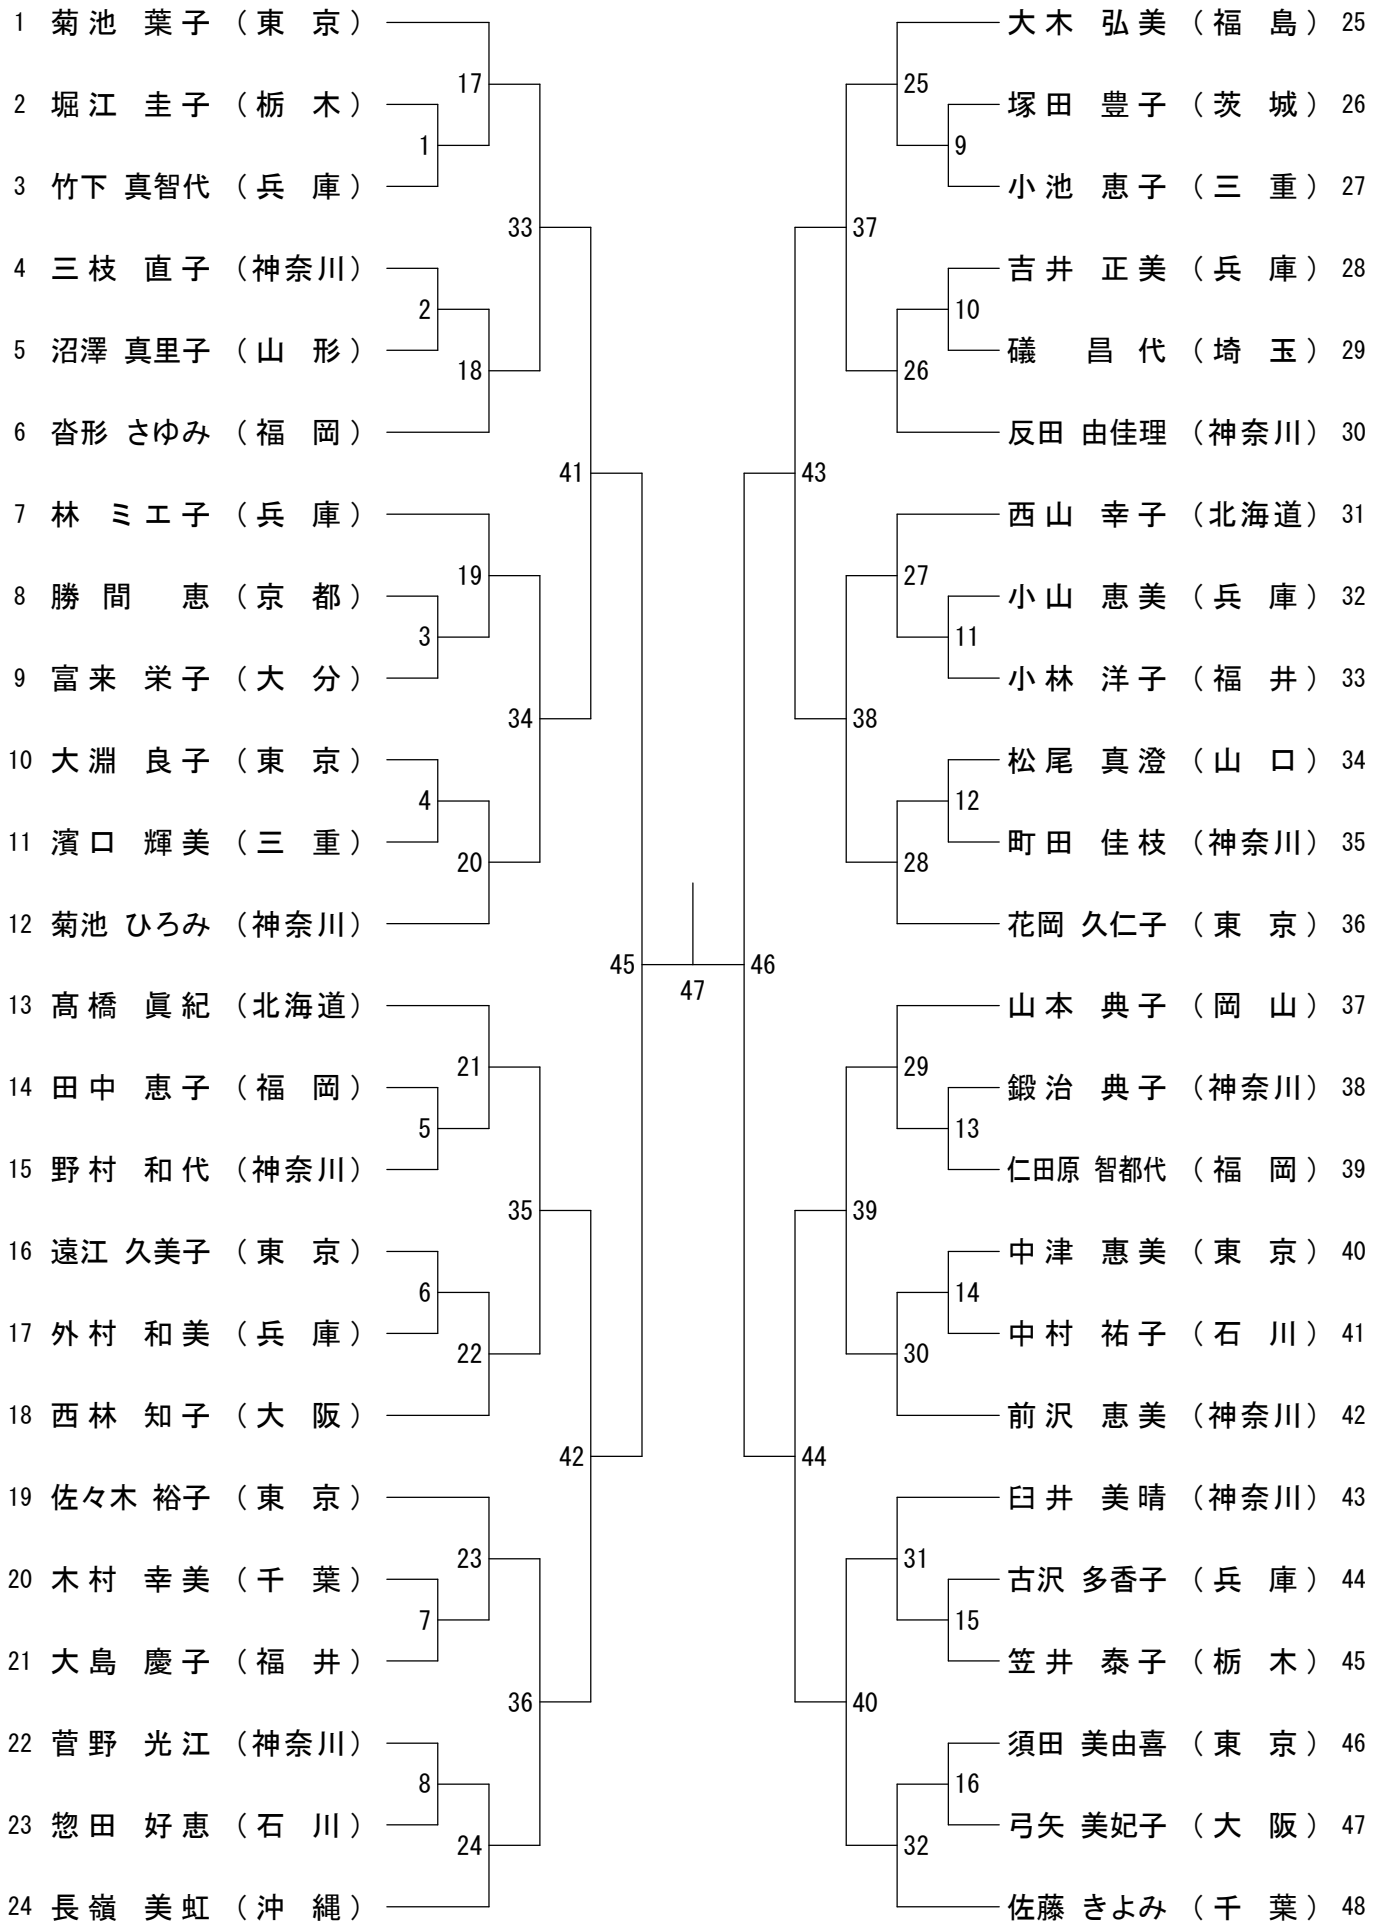 1 菊池 葉子 (東 京)
17
2 堀江 圭子 (栃 木)
1
3 竹下 真智代 (兵 庫)
33
4 三枝 直子 (神奈川)
2
5 沼澤 真里子 (山 形)
18
6 沓形 さゆみ (福 岡)
41
7 林 ミエ子 (兵 庫)
19
8 勝間 恵 (京 都)
3
9 富来 栄子 (大 分)
34
10 大淵 良子 (東 京)
4
11 濱口 輝美 (三 重)
20
12 菊池 ひろみ (神奈川)
45
13 髙橋 眞紀 (北海道)
21
14 田中 恵子 (福 岡)
5
15 野村 和代 (神奈川)
35
16 遠江 久美子 (東 京)
6
17 外村 和美 (兵 庫)
22
18 西林 知子 (大 阪)
42
19 佐々木 裕子 (東 京)
23
20 木村 幸美 (千 葉)
7
21 大島 慶子 (福 井)
36
22 菅野 光江 (神奈川)
8
23 惣田 好恵 (石 川)
24
24 長嶺 美虹 (沖 縄)
47
大木 弘美 (福 島) 25
25
塚田 豊子 (茨 城) 26
9
小池 恵子 (三 重) 27
37
吉井 正美 (兵 庫) 28
10
礒 昌代 (埼 玉) 29
26
反田 由佳理 (神奈川) 30
43
西山 幸子 (北海道) 31
27
小山 恵美 (兵 庫) 32
11
小林 洋子 (福 井) 33
38
松尾 真澄 (山 口) 34
12
町田 佳枝 (神奈川) 35
28
花岡 久仁子 (東 京) 36
46
山本 典子 (岡 山) 37
29
鍛治 典子 (神奈川) 38
13
仁田原 智都代 (福 岡) 39
39
中津 惠美 (東 京) 40
14
中村 祐子 (石 川) 41
30
前沢 恵美 (神奈川) 42
44
臼井 美晴 (神奈川) 43
31
古沢 多香子 (兵 庫) 44
15
笠井 泰子 (栃 木) 45
40
須田 美由喜 (東 京) 46
16
弓矢 美妃子 (大 阪) 47
32
佐藤 きよみ (千 葉) 48